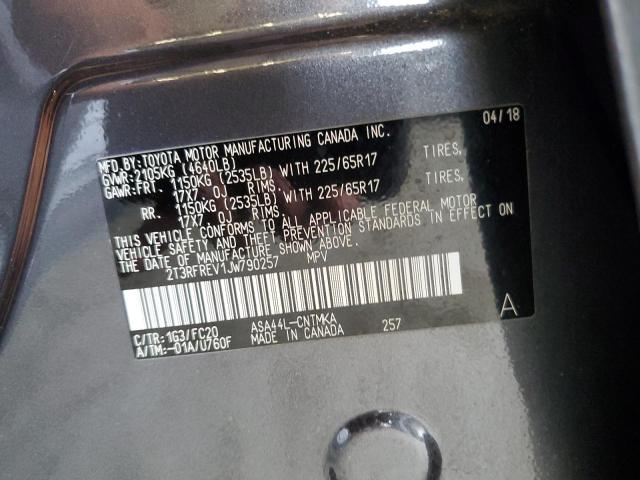 MFD.BY:TOYOTA MOTOR MANUFACTURING CANADA INC. 04/18
GVWR:2105KG (4640LB)
GAWR:FRT. 1150KG (2535LB) WITH 225/65R17 TIRES,
17X7 0J RIMS.
RR. 1150KG (2535LB) WITH 225/65R17 TIRES,
17X7 0J RIMS.
THIS VEHICLE CONFORMS TO ALL APPLICABLE FEDERAL MOTOR
VEHICLE SAFETY AND THEFT PREVENTION STANDARDS IN EFFECT ON
THE DATE OF MANUFACTURE SHOWN ABOVE.
2T3RFREV1JW790257 MPV
C/TR:1G3/FC20 ASA44L-CNTMKA 257 A
A/TM:-01A/U760F MADE IN CANADA